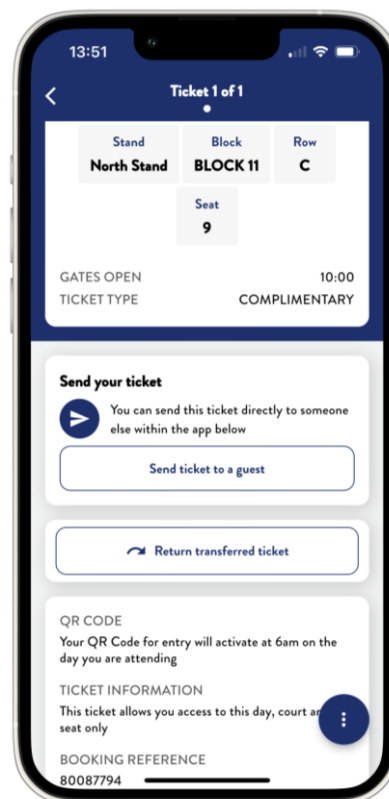 13:51
Ticket 1 of 1
Stand
North Stand
Block
BLOCK 11
Row
C
Seat
9
GATES OPEN 10:00
TICKET TYPE COMPLIMENTARY
Send your ticket
You can send this ticket directly to someone
else within the app below
Send ticket to a guest
Return transferred ticket
QR CODE
Your QR Code for entry will activate at 6am on the
day you are attending
TICKET INFORMATION
This ticket allows you access to this day, court
seat only
BOOKING REFERENCE
80087794